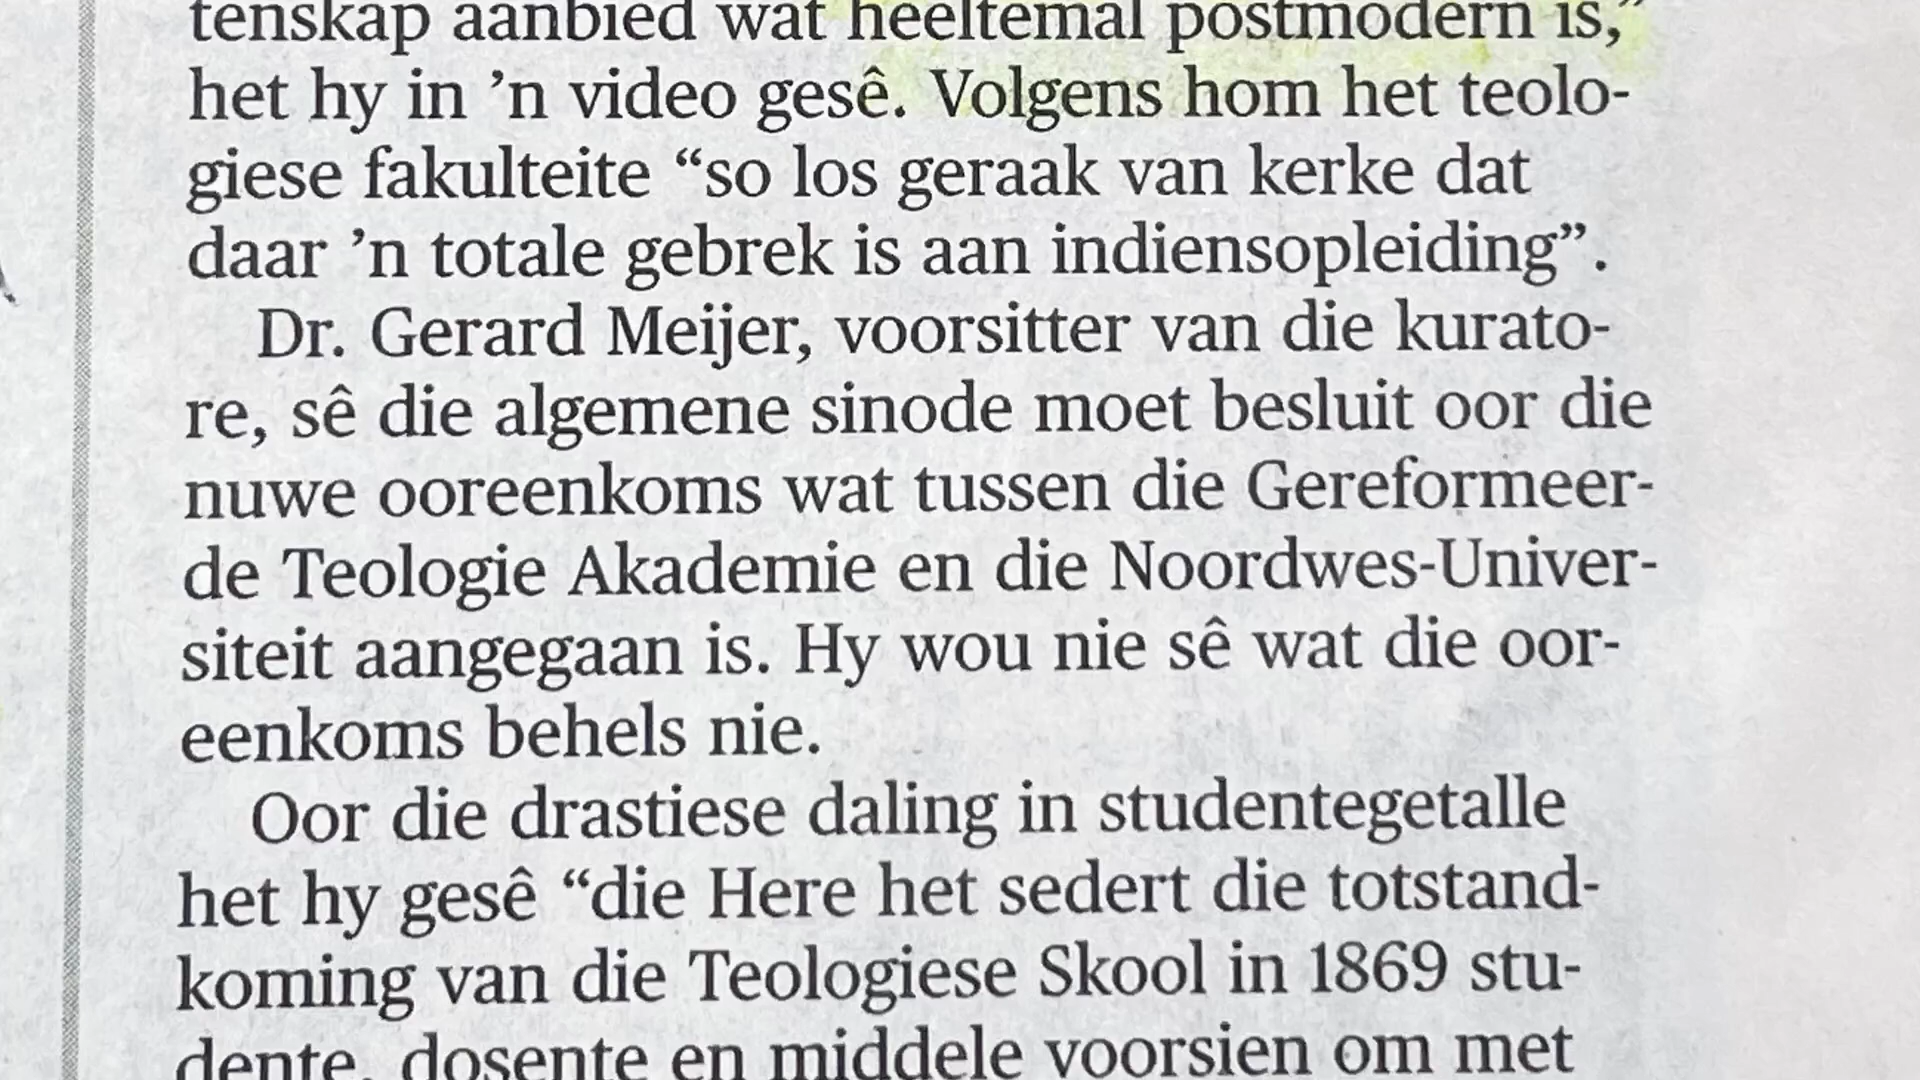 tenskap aanbied wat heeltemal postmodern is,”
het hy in ’n video gesê. Volgens hom het teolo-
giese fakulteite “so los geraak van kerke dat
daar ’n totale gebrek is aan indiensopleiding”.
Dr. Gerard Meijer, voorsitter van die kurato-
re, sê die algemene sinode moet besluit oor die
nuwe ooreenkoms wat tussen die Gereformeer-
de Teologie Akademie en die Noordwes-Univer-
siteit aangegaan is. Hy wou nie sê wat die oor-
eenkoms behels nie.
Oor die drastiese daling in studentegetalle
het hy gesê “die Here het sedert die totstand-
koming van die Teologiese Skool in 1869 stu-
dente, dosente en middele voorsien om met